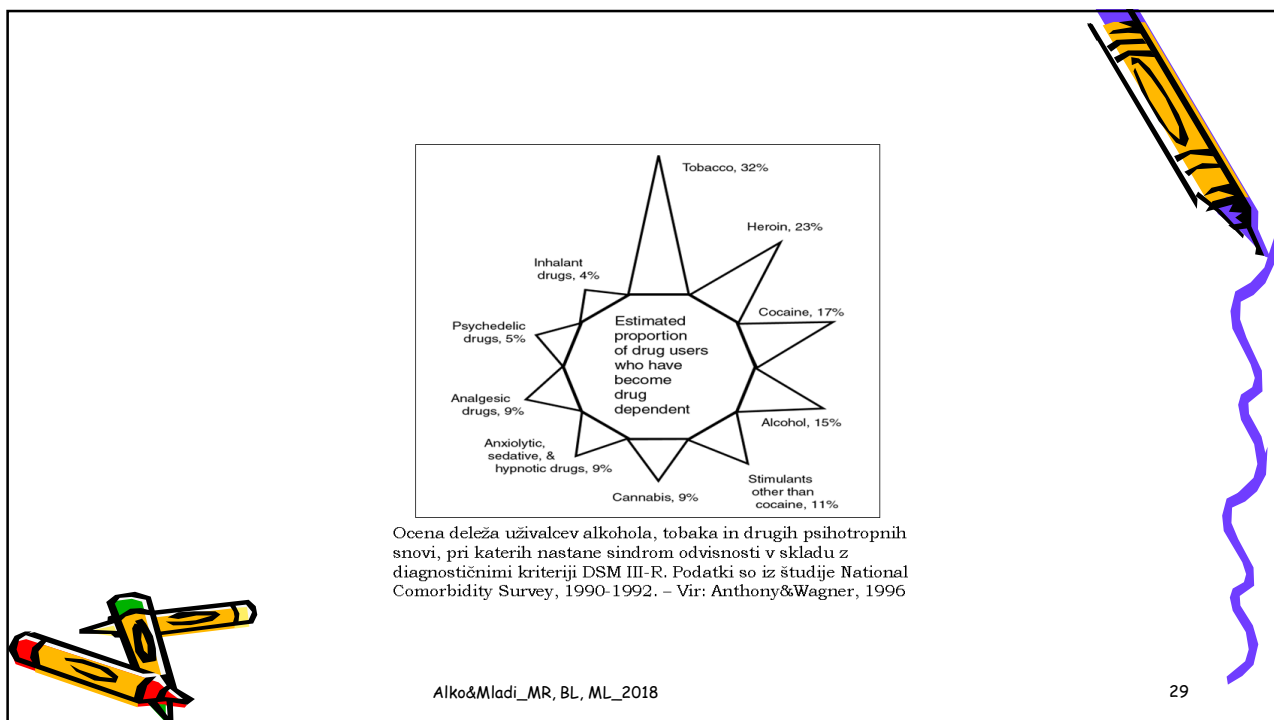 Tobacco, 32%
Heroin, 23%
Inhalant
drugs, 4%
Cocaine, 17%
Psychedelic
drugs, 5%
Estimated
proportion
of drug users
who have
become
drug
dependent
Analgesic
drugs, 9%
Alcohol, 15%
Anxiolytic,
sedative, &
hypnotic drugs, 9%
Cannabis, 9%
Stimulants
other than
cocaine, 11%
Ocena deleža uživalcev alkohola, tobaka in drugih psihotropnih
snovi, pri katerih nastane sindrom odvisnosti v skladu z
diagnostičnimi kriteriji DSM III-R. Podatki so iz študije National
Comorbidity Survey, 1990-1992. – Vir: Anthony&Wagner, 1996
Alko&Mladi_MR, BL, ML_2018
29